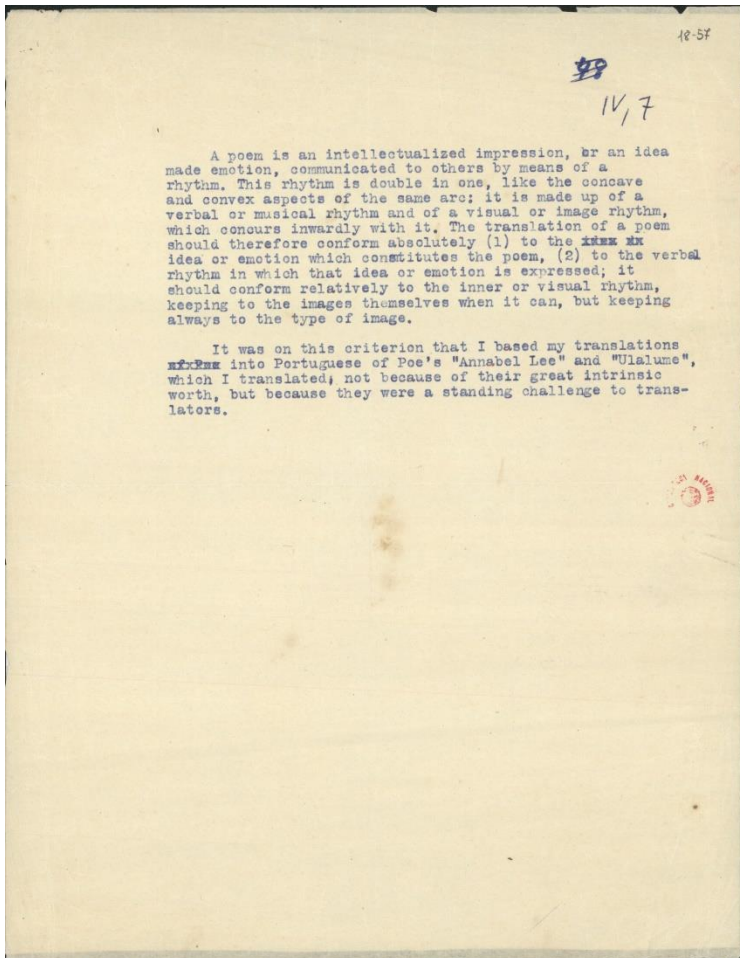 18-57
IV, 7
A poem is an intellectualized impression, or an idea
made emotion, communicated to others by means of a
rhythm. This rhythm is double in one, like the concave
and convex aspects of the same arc; it is made up of a
verbal or musical rhythm and of a visual or image rhythm,
which concurs inwardly with it. The translation of a poem
should therefore conform absolutely (1) to the
idea or emotion which constitutes the poem, (2) to the verbal
rhythm in which that idea or emotion is expressed; it
should conform relatively to the inner or visual rhythm,
keeping to the images themselves when it can, but keeping
always to the type of image.
It was on this criterion that I based my translations
into Portuguese of Poe's "Annabel Lee" and "Ulalume",
which I translated, not because of their great intrinsic
worth, but because they were a standing challenge to trans-
lators.
NACIONAL